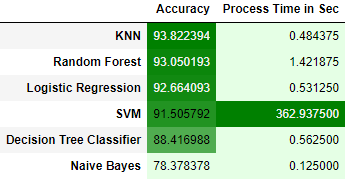 Accuracy Process Time in Sec
KNN 93.822394 0.484375
Random Forest 93.050193 1.421875
Logistic Regression 92.664093 0.531250
SVM 91.505792 362.937500
Decision Tree Classifier 88.416988 0.562500
Naive Bayes 78.378378 0.125000